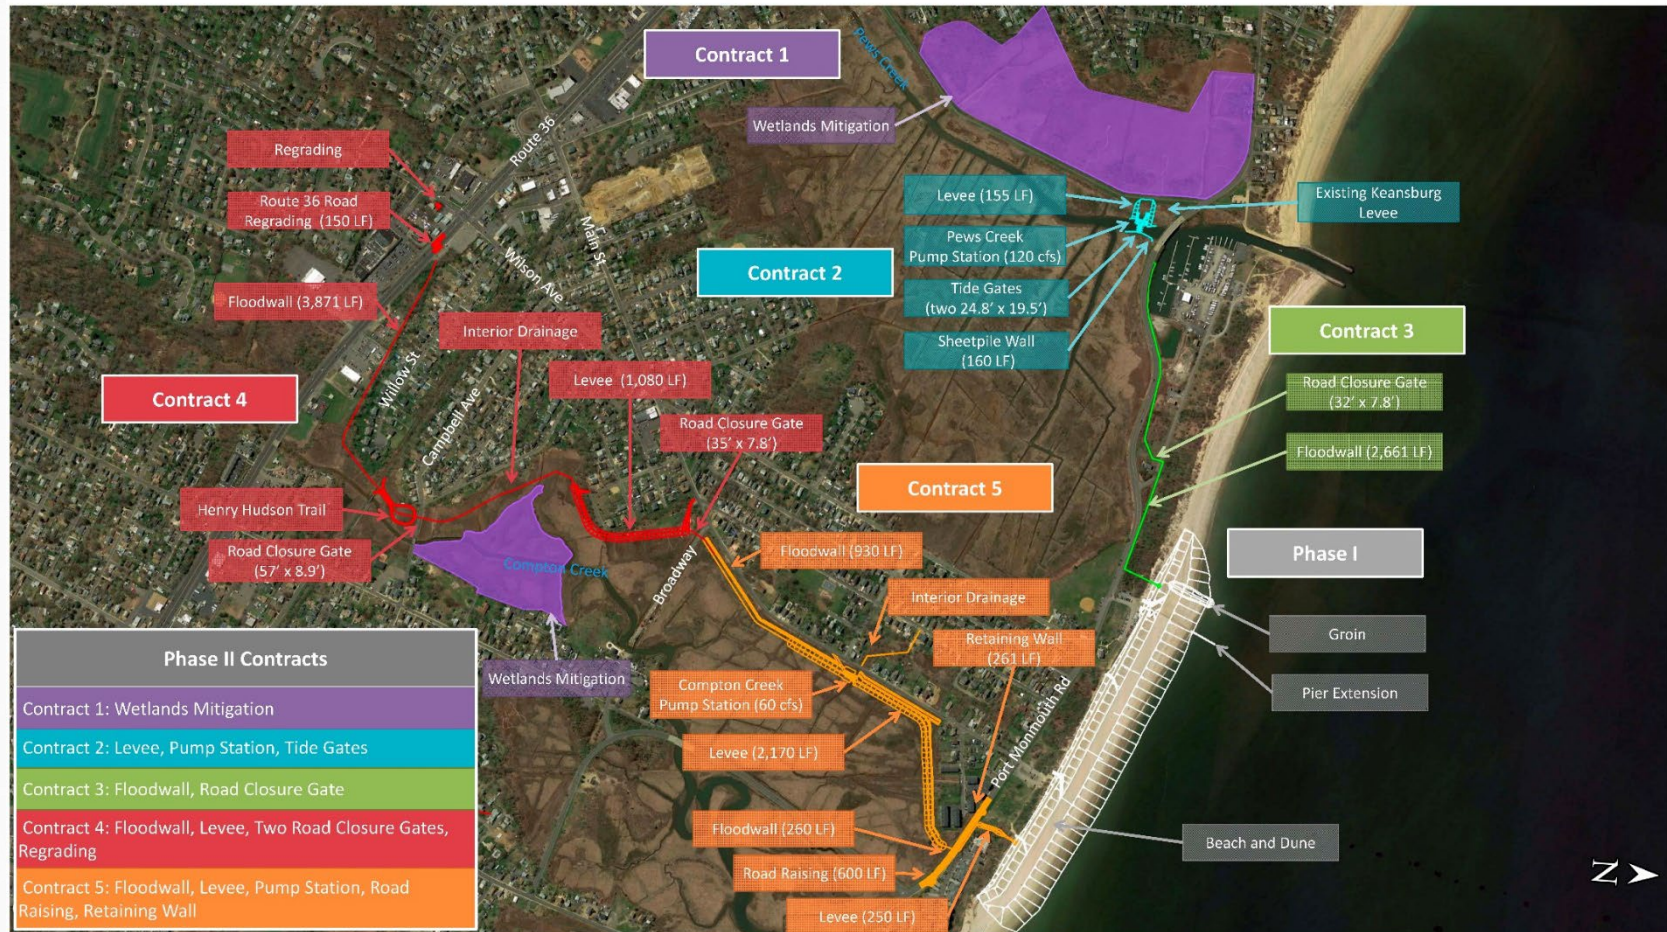 Contract 1
Pews Creek
Wetlands Mitigation
Regrading
Route 36
Route 36 Road
Regrading (150 LF)
Main St
Wilson Ave
Floodwall (3,871 LF)
Willow St
Campbell Ave
Interior Drainage
Levee (1,080 LF)
Road Closure Gate
(35' x 7.8')
Contract 4
Henry Hudson Trail
Road Closure Gate
(57' x 8.9')
Compton Creek
Wetlands Mitigation
Broadway
Contract 2
Levee (155 LF)
Pews Creek
Pump Station (120 cfs)
Tide Gates
(two 24.8' x 19.5')
Sheetpile Wall
(160 LF)
Existing Keansburg
Levee
Contract 3
Road Closure Gate
(32' x 7.8')
Floodwall (2,661 LF)
Contract 5
Floodwall (930 LF)
Interior Drainage
Retaining Wall
(261 LF)
Compton Creek
Pump Station (60 cfs)
Levee (2,170 LF)
Port Monmouth Rd
Floodwall (260 LF)
Road Raising (600 LF)
Levee (250 LF)
Phase I
Groin
Pier Extension
Beach and Dune
Phase II Contracts
Contract 1: Wetlands Mitigation
Contract 2: Levee, Pump Station, Tide Gates
Contract 3: Floodwall, Road Closure Gate
Contract 4: Floodwall, Levee, Two Road Closure Gates,
Regrading
Contract 5: Floodwall, Levee, Pump Station, Road
Raising, Retaining Wall
N